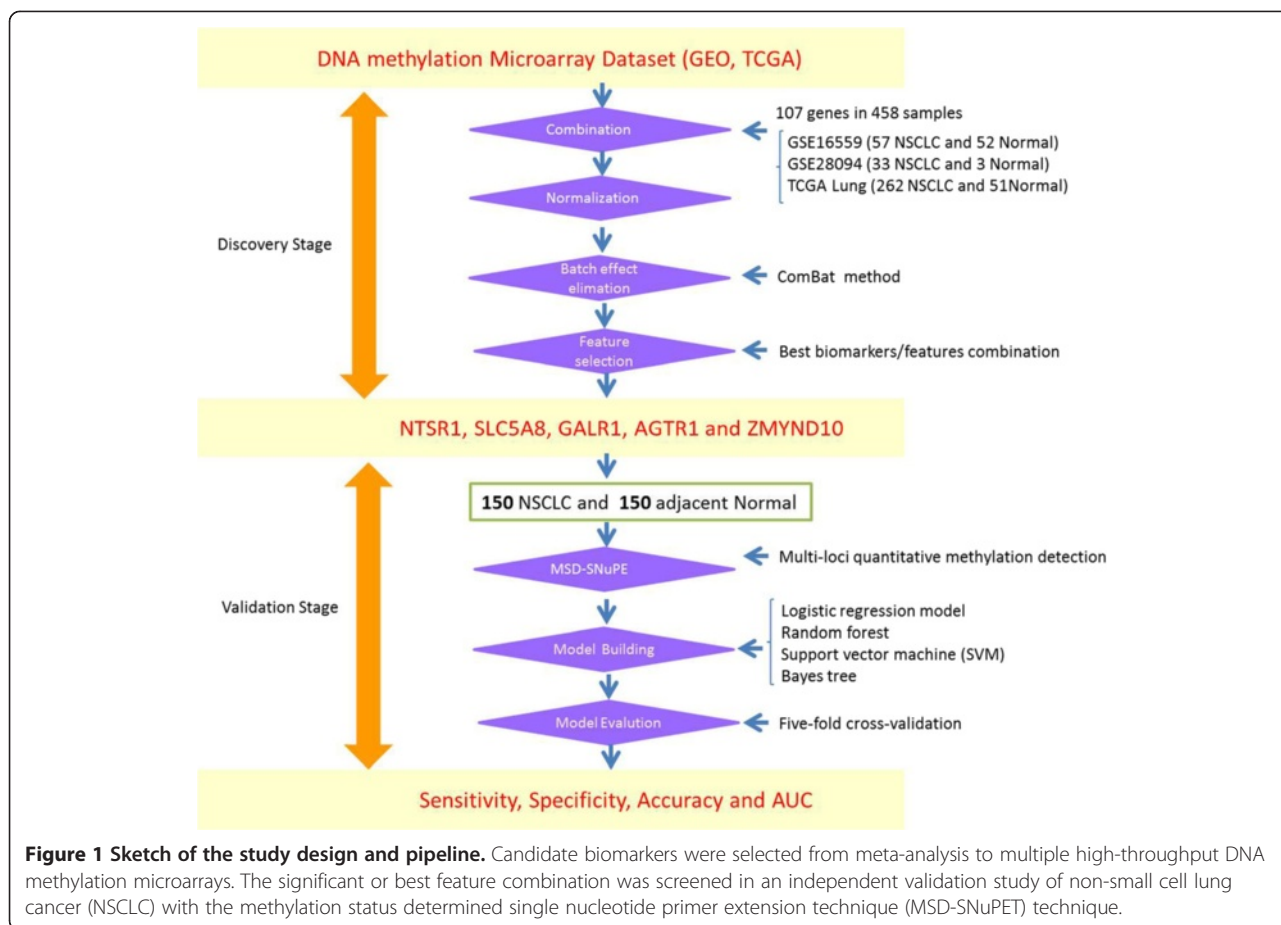 DNA methylation Microarray Dataset (GEO, TCGA)
Combination
107 genes in 458 samples
GSE16559 (57 NSCLC and 52 Normal)
GSE28094 (33 NSCLC and 3 Normal)
TCGA Lung (262 NSCLC and 51Normal)
Normalization
Discovery Stage
Batch effect
elimation
ComBat method
Feature
selection
Best biomarkers/features combination
NTSR1, SLC5A8, GALR1, AGTR1 and ZMYND10
150 NSCLC and 150 adjacent Normal
MSD-SNuPE
Multi-loci quantitative methylation detection
Validation Stage
Model Building
Logistic regression model
Random forest
Support vector machine (SVM)
Bayes tree
Model Evalution
Five-fold cross-validation
Sensitivity, Specificity, Accuracy and AUC
Figure 1 Sketch of the study design and pipeline. Candidate biomarkers were selected from meta-analysis to multiple high-throughput DNA
methylation microarrays. The significant or best feature combination was screened in an independent validation study of non-small cell lung
cancer (NSCLC) with the methylation status determined single nucleotide primer extension technique (MSD-SNuPET) technique.